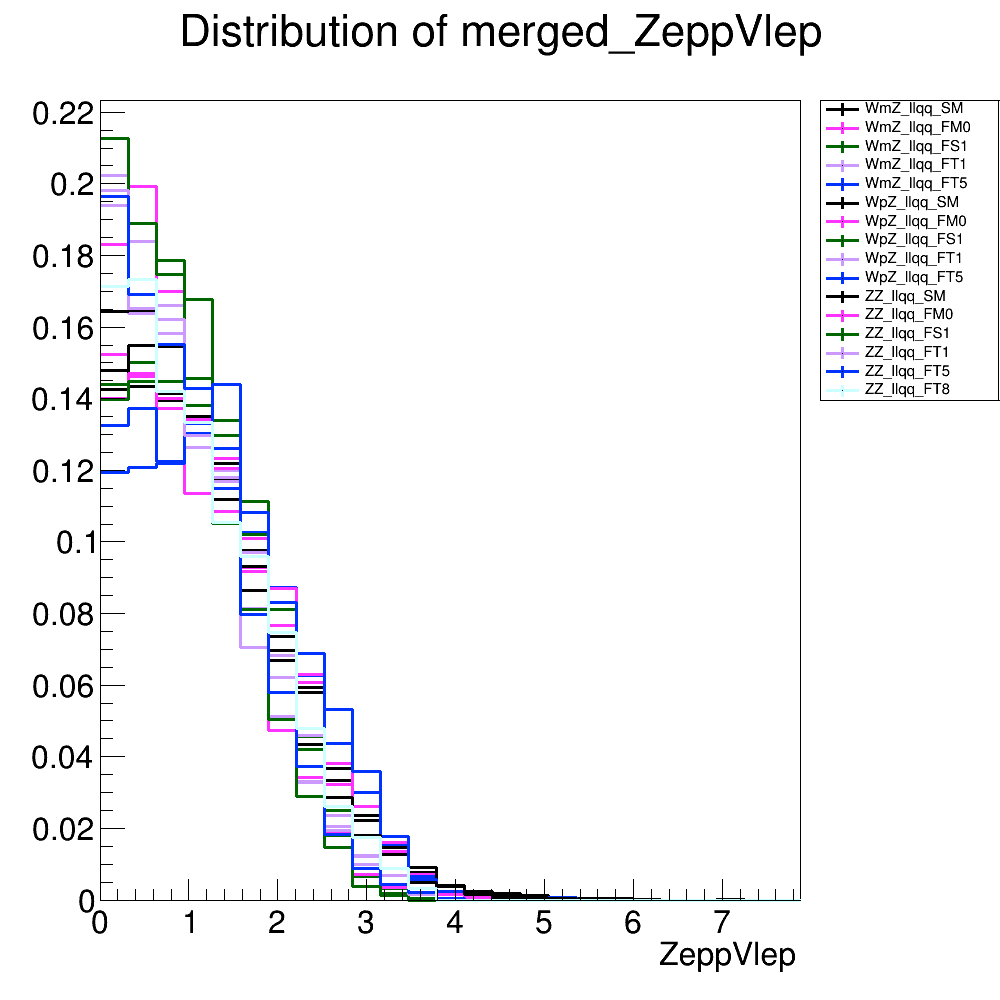 Distribution of merged_ZeppVlep
0.22
0.2
0.18
0.16
0.14
0.12
0.1
0.08
0.06
0.04
0.02
0
0 1 2 3 4 5 6 7
ZeppVlep
WmZ_llqq_SM
WmZ_llqq_FM0
WmZ_llqq_FS1
WmZ_llqq_FT1
WmZ_llqq_FT5
WpZ_llqq_SM
WpZ_llqq_FM0
WpZ_llqq_FS1
WpZ_llqq_FT1
WpZ_llqq_FT5
ZZ_llqq_SM
ZZ_llqq_FM0
ZZ_llqq_FS1
ZZ_llqq_FT1
ZZ_llqq_FT5
ZZ_llqq_FT8